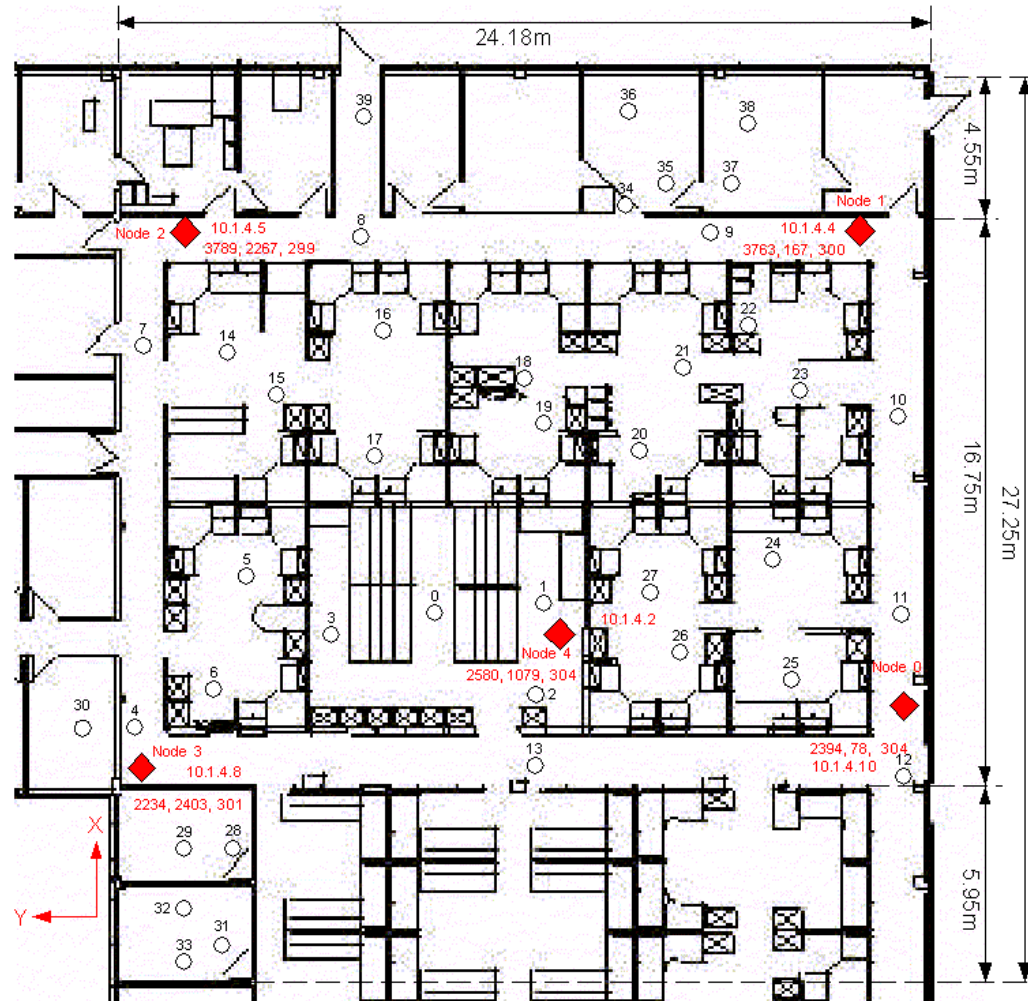 24.18m
39
36
38
4.55m
35
37
34
Node 1
Node 2
10.1.4.5
8
9
10.1.4.4
3789, 2267, 299
3763, 167, 300
7
16
22
14
21
18
15
23
19
10
20
17
16.75m
27.25m
24
5
27
0
1
11
3
10.1.4.2
26
Node 4
6
25
Node 0
2580, 1079, 304
2
30
4
Node 3
13
2394, 78, 304
10.1.4.8
10.1.4.10
12
2234, 2403, 301
X
29
28
5.95m
Y
32
31
33